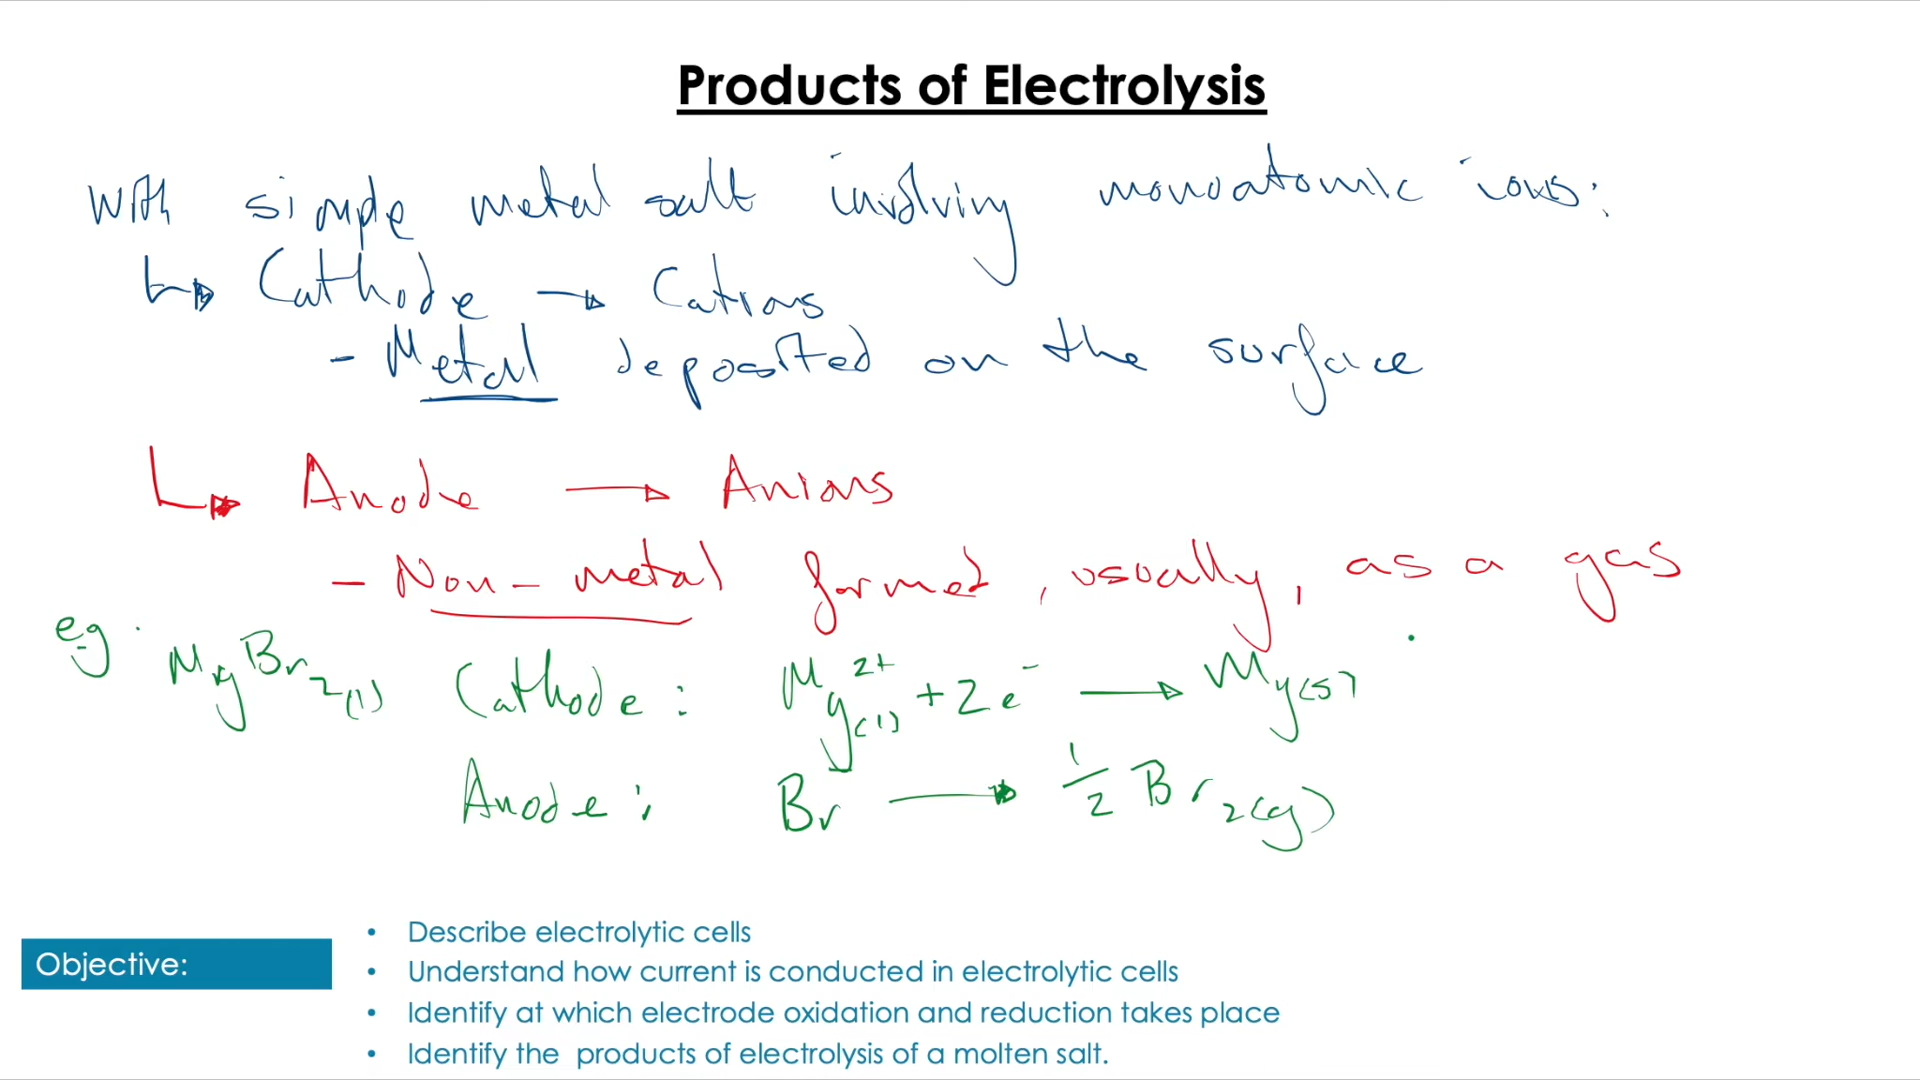 Products of Electrolysis
With simple metal salt involving monoatomic ions:
↳ Cathode → Cations
- Metal deposited on the surface
↳ Anode → Anions
- Non-metal formed, usually, as a gas
eg. MgBr₂(l) Cathode: Mg²⁺(l) + 2e⁻ → Mg(s)
Anode: Br → ½ Br₂(g)
Objective:
• Describe electrolytic cells
• Understand how current is conducted in electrolytic cells
• Identify at which electrode oxidation and reduction takes place
• Identify the products of electrolysis of a molten salt.